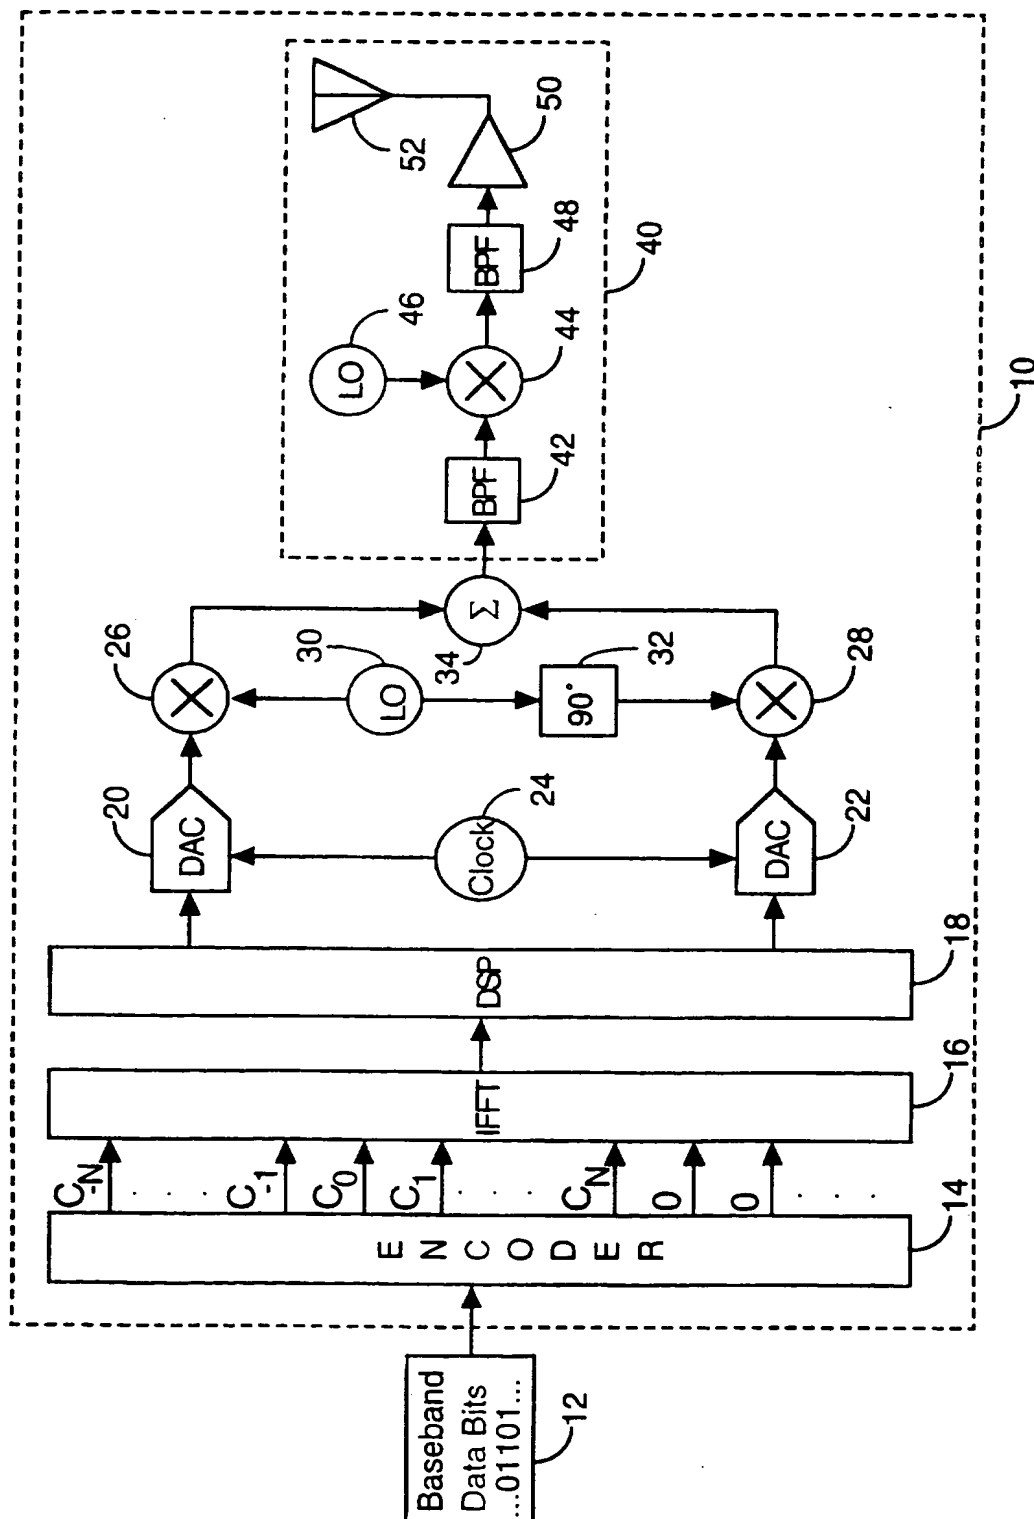 Baseband
Data Bits
...01101...
12
E N C O D E R
14
C-N
C-1
C0
C1
CN
0
0
IFFT
16
DSP
18
DAC
20
Clock
24
DAC
22
26
LO
30
90°
32
28
Σ
34
BPF
42
LO
46
44
BPF
48
50
52
40
10